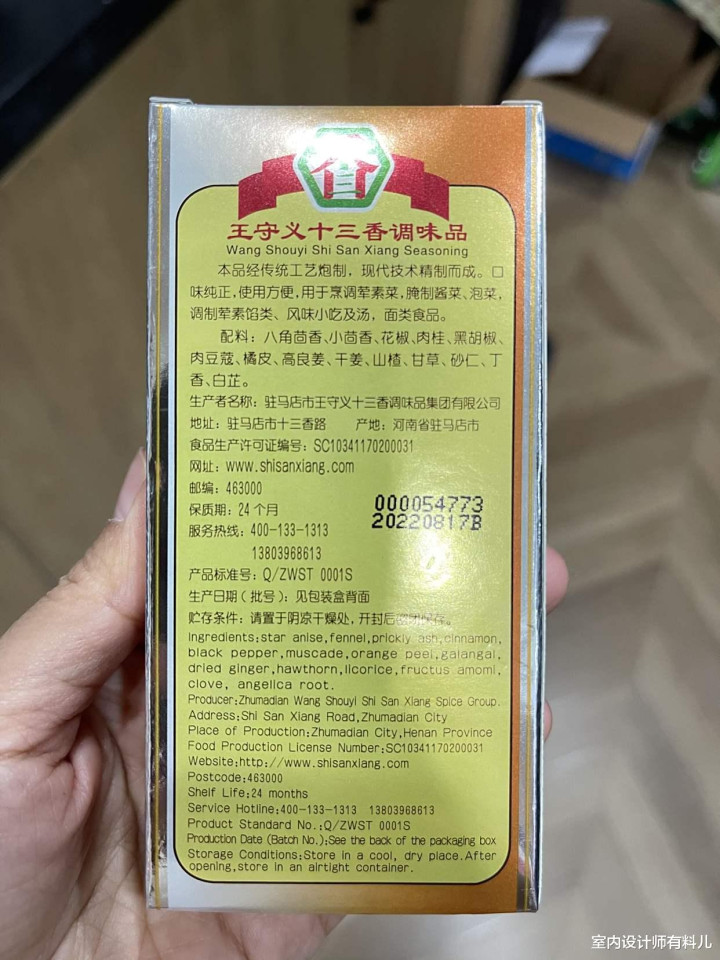 王守义十三香调味品
Wang Shouyi Shi San Xiang Seasoning
本品经传统工艺炮制，现代技术精制而成。口
味纯正，使用方便，用于烹调荤素菜，腌制酱菜、泡菜，
调制荤素馅类、风味小吃及汤，面类食品。
配料：八角茴香、小茴香、花椒、肉桂、黑胡椒、
肉豆蔻、橘皮、高良姜、干姜、山楂、甘草、砂仁、丁
香、白芷。
生产者名称：驻马店市王守义十三香调味品集团有限公司
地址：驻马店市十三香路 产地：河南省驻马店市
食品生产许可证编号：SC10341170200031
网址：www.shisanxiang.com
邮编：463000
保质期：24个月
000054773
20220817B
服务热线：400-133-1313
13803968613
产品标准号：Q/ZWST 0001S
生产日期（批号）：见包装盒背面
贮存条件：请置于阴凉干燥处，开封后密闭保存。
Ingredients;star anise,fennel,prickly ash,cinnamon,
black pepper,muscade,orange peel,galangal,
dried ginger,hawthorn,licorice,fructus amomi,
clove, angelica root.
Producer;Zhumadian Wang Shouyi Shi San Xiang Spice Group.
Address;Shi San Xiang Road,Zhumadian City
Place of Production;Zhumadian City,Henan Province
Food Production License Number;SC10341170200031
Website;http://www.shisanxiang.com
Postcode;463000
Shelf Life;24 months
Service Hotline;400-133-1313 13803968613
Product Standard No.;Q/ZWST 0001S
Production Date (Batch No.);See the back of the packaging box
Storage Conditions;Store in a cool, dry place.After
opening,store in an airtight container.
室内设计师有料儿